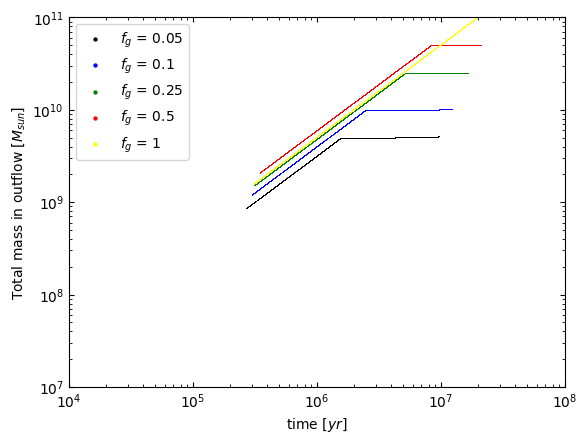 10^11
10^10
10^9
10^8
10^7
10^4
10^5
10^6
10^7
10^8
Total mass in outflow [M_sun]
time [yr]
f_g = 0.05
f_g = 0.1
f_g = 0.25
f_g = 0.5
f_g = 1